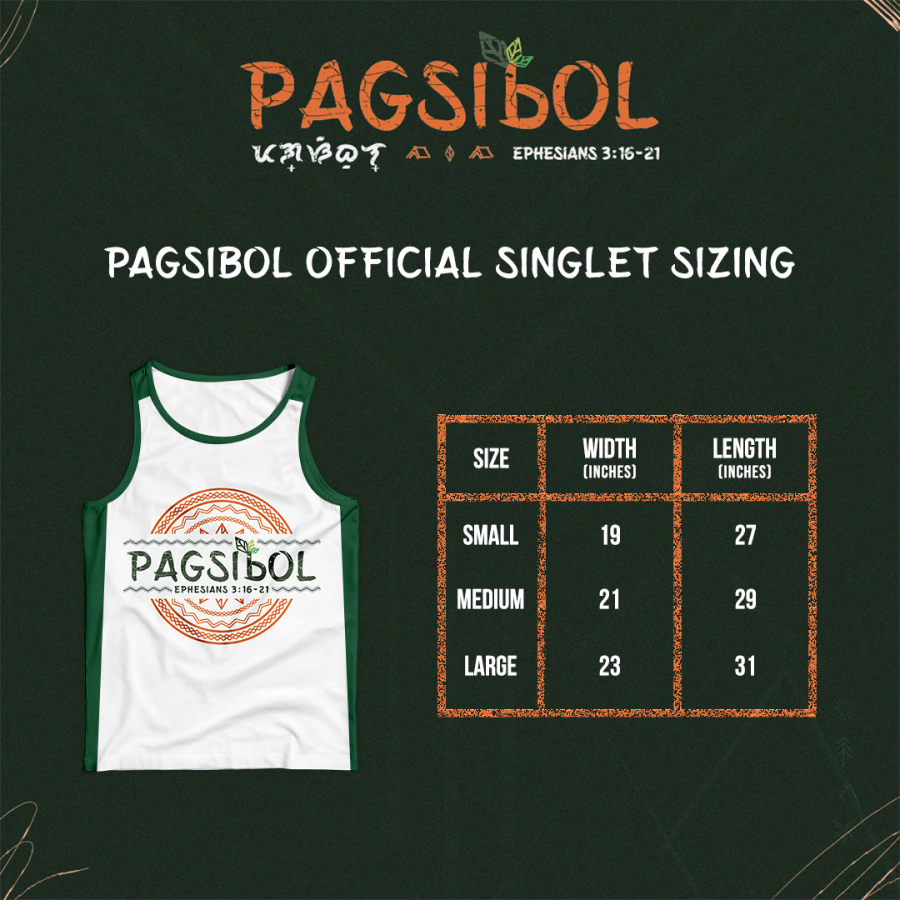 PAGSIBOL
EPHESIANS 3:16-21
PAGSIBOL OFFICIAL SINGLET SIZING
PAGSIBOL
EPHESIANS 3:16-21
SIZE WIDTH (INCHES) LENGTH (INCHES)
SMALL 19 27
MEDIUM 21 29
LARGE 23 31